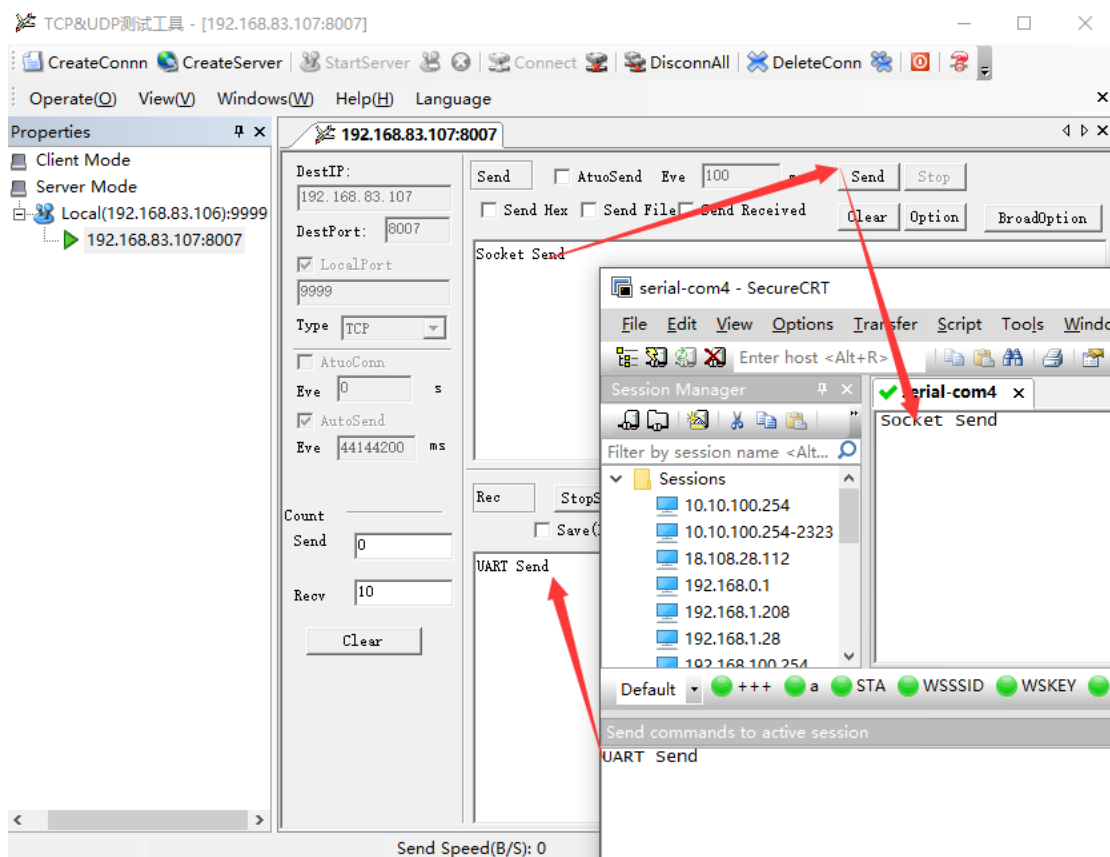 TCP&UDP测试工具 - [192.168.83.107:8007]
CreateConnn CreateServer StartServer Connect DisconnAll DeleteConn
Operate(O) View(V) Windows(W) Help(H) Language
Properties
Client Mode
Server Mode
Local(192.168.83.106):9999
192.168.83.107:8007
192.168.83.107:8007
DestIP:
192.168.83.107
DestPort: 8007
LocalPort
9999
Type TCP
AtuoConn
Eve 0 s
AutoSend
Eve 44144200 ms
Count
Send 0
Recv 10
Clear
Send AtuoSend Eve 100 Send Stop
Send Hex Send File Send Received Clear Option BroadOption
Socket Send
Rec StopS
Save(
UART Send
Send Speed(B/S): 0
serial-com4 - SecureCRT
File Edit View Options Transfer Script Tools Windo
Enter host <Alt+R>
Session Manager
serial-com4
Filter by session name <Alt...
Socket Send
Sessions
10.10.100.254
10.10.100.254-2323
18.108.28.112
192.168.0.1
192.168.1.208
192.168.1.28
192.168.100.254
Default +++ a STA WSSSID WSKEY
Send commands to active session
UART Send